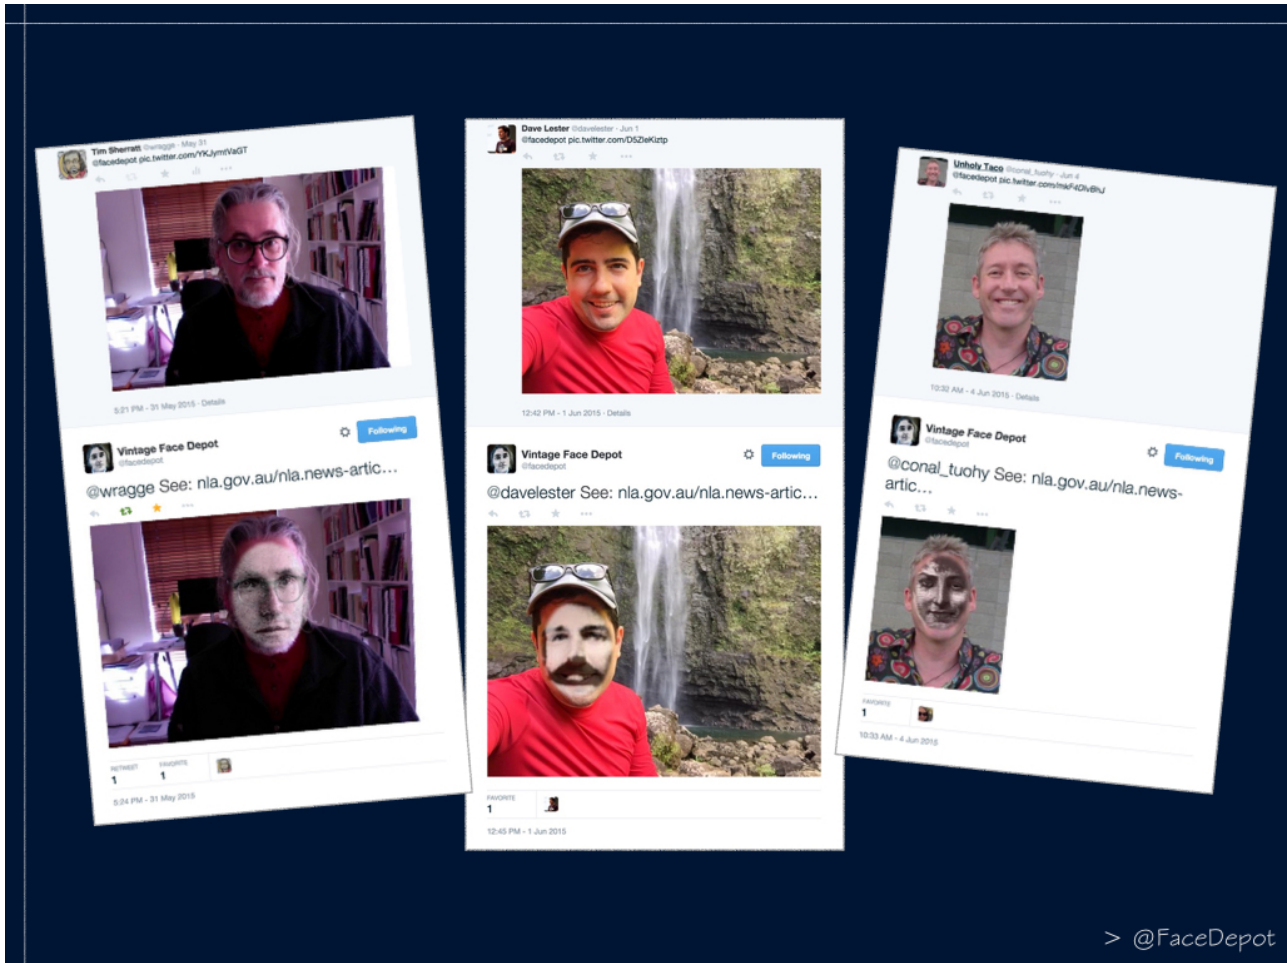 Tim Sherratt @wragge · May 31
@facedepot pic.twitter.com/YKJymtVaGT
5:21 PM - 31 May 2015 · Details
Vintage Face Depot
@facedepot
Following
@wragge See: nla.gov.au/nla.news-artic…
RETWEET
1
FAVORITE
1
5:24 PM - 31 May 2015
Dave Lester @davelester · Jun 1
@facedepot pic.twitter.com/D5ZleKiztp
12:42 PM - 1 Jun 2015 · Details
Vintage Face Depot
@facedepot
Following
@davelester See: nla.gov.au/nla.news-artic…
FAVORITE
1
12:45 PM - 1 Jun 2015
Unholy Taco @conal_tuohy · Jun 4
@facedepot pic.twitter.com/mkF4DlvBhJ
10:32 AM - 4 Jun 2015 · Details
Vintage Face Depot
@facedepot
Following
@conal_tuohy See: nla.gov.au/nla.news-
artic…
FAVORITE
1
10:33 AM - 4 Jun 2015
> @FaceDepot